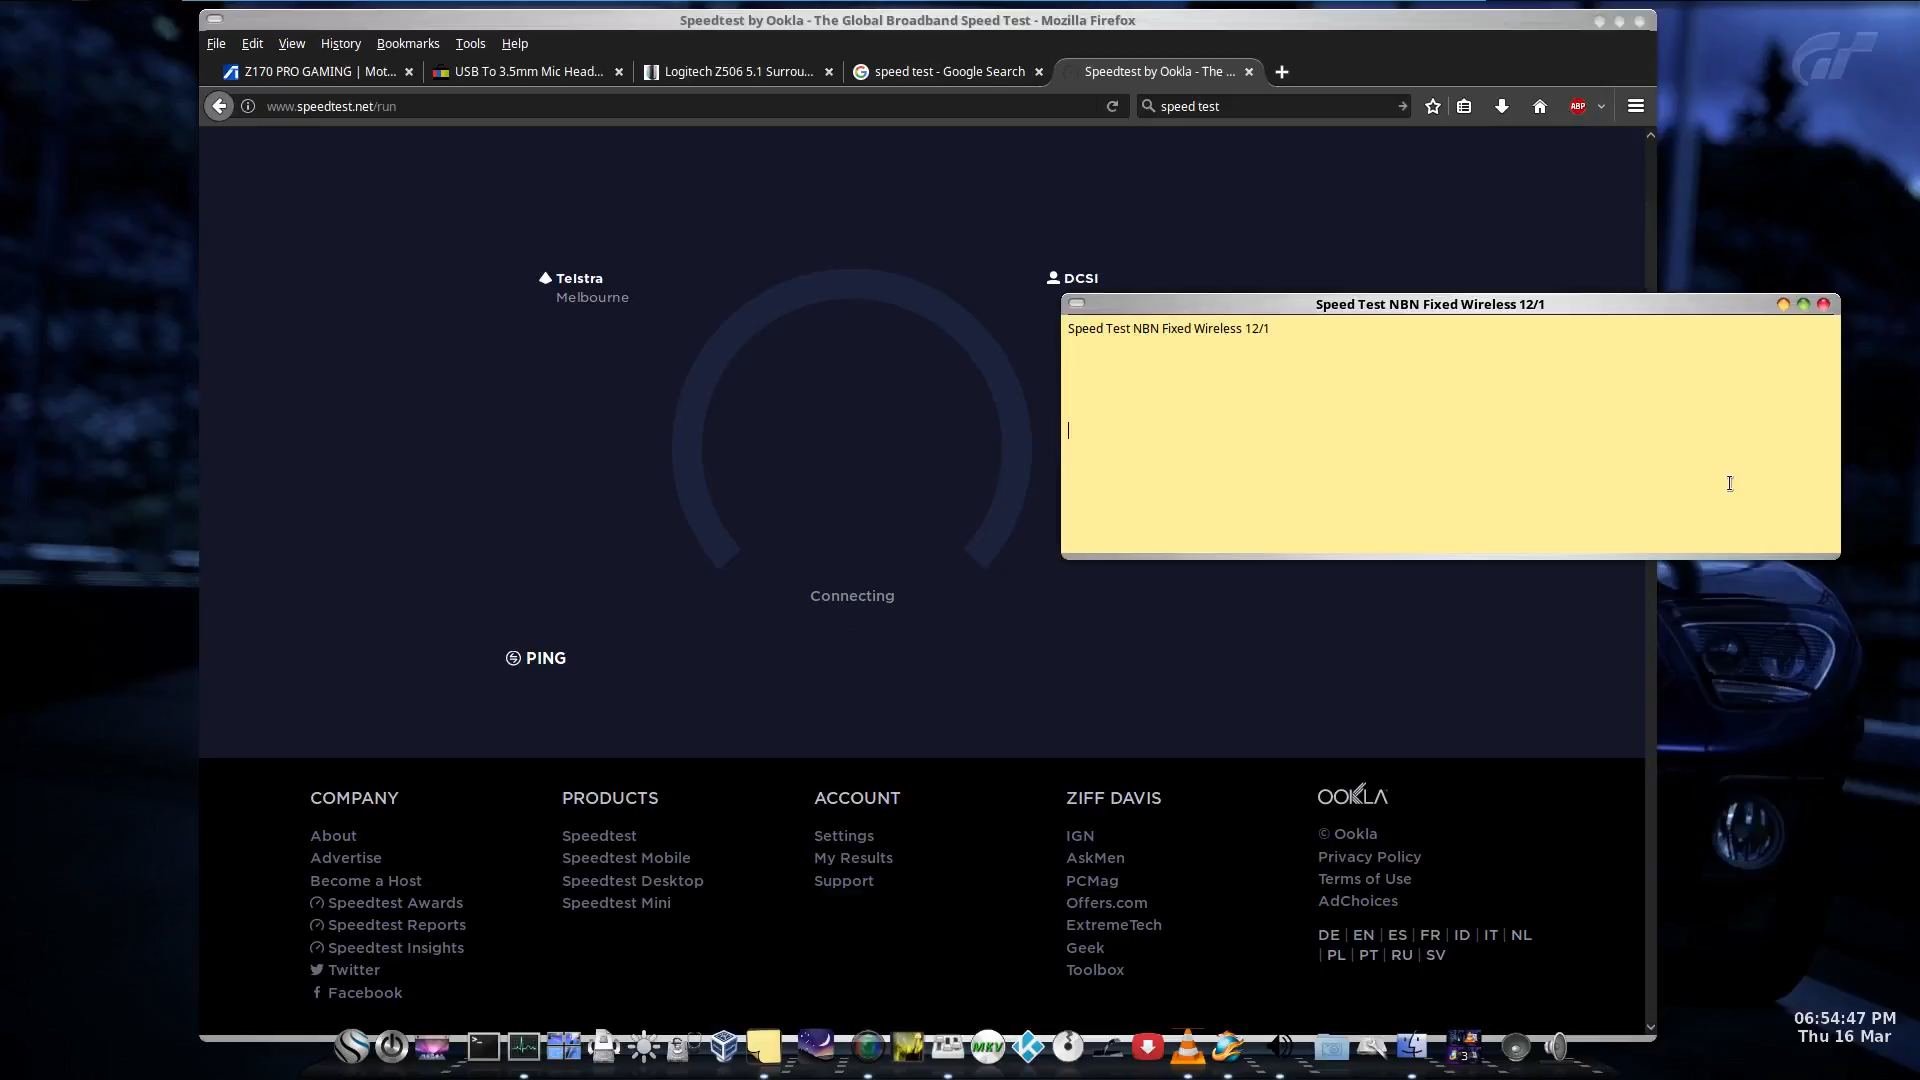 Speedtest by Ookla - The Global Broadband Speed Test - Mozilla Firefox
File Edit View History Bookmarks Tools Help
Z170 PRO GAMING | Mot...
USB To 3.5mm Mic Head...
Logitech Z506 5.1 Surrou...
speed test - Google Search
Speedtest by Ookla - The ...
www.speedtest.net/run
speed test
ABP
Telstra
Melbourne
DCSI
Speed Test NBN Fixed Wireless 12/1
Speed Test NBN Fixed Wireless 12/1
Connecting
PING
COMPANY
About
Advertise
Become a Host
Speedtest Awards
Speedtest Reports
Speedtest Insights
Twitter
Facebook
PRODUCTS
Speedtest
Speedtest Mobile
Speedtest Desktop
Speedtest Mini
ACCOUNT
Settings
My Results
Support
ZIFF DAVIS
IGN
AskMen
PCMag
Offers.com
ExtremeTech
Geek
Toolbox
OOKLA
© Ookla
Privacy Policy
Terms of Use
AdChoices
DE | EN | ES | FR | ID | IT | NL
| PL | PT | RU | SV
MKV
3
06:54:47 PM
Thu 16 Mar
GT